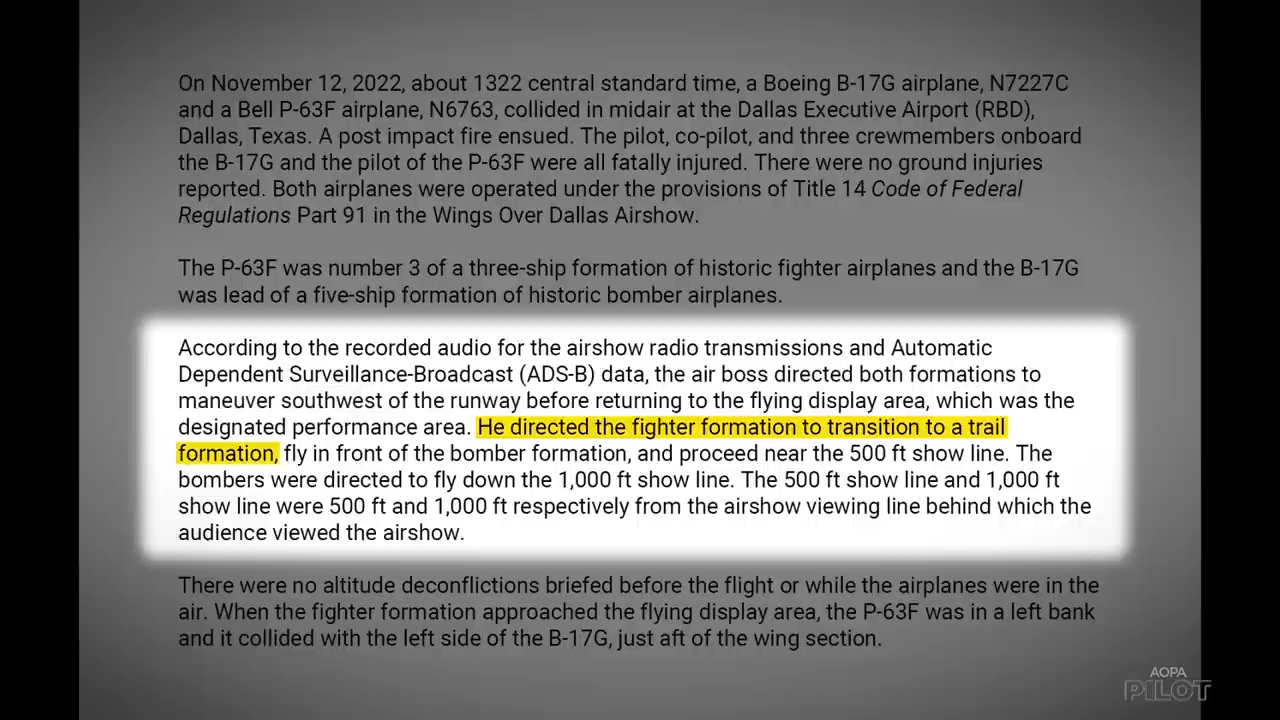 On November 12, 2022, about 1322 central standard time, a Boeing B-17G airplane, N7227C
and a Bell P-63F airplane, N6763, collided in midair at the Dallas Executive Airport (RBD),
Dallas, Texas. A post impact fire ensued. The pilot, co-pilot, and three crewmembers onboard
the B-17G and the pilot of the P-63F were all fatally injured. There were no ground injuries
reported. Both airplanes were operated under the provisions of Title 14 Code of Federal
Regulations Part 91 in the Wings Over Dallas Airshow.
The P-63F was number 3 of a three-ship formation of historic fighter airplanes and the B-17G
was lead of a five-ship formation of historic bomber airplanes.
According to the recorded audio for the airshow radio transmissions and Automatic
Dependent Surveillance-Broadcast (ADS-B) data, the air boss directed both formations to
maneuver southwest of the runway before returning to the flying display area, which was the
designated performance area. He directed the fighter formation to transition to a trail
formation, fly in front of the bomber formation, and proceed near the 500 ft show line. The
bombers were directed to fly down the 1,000 ft show line. The 500 ft show line and 1,000 ft
show line were 500 ft and 1,000 ft respectively from the airshow viewing line behind which the
audience viewed the airshow.
There were no altitude deconflictions briefed before the flight or while the airplanes were in the
air. When the fighter formation approached the flying display area, the P-63F was in a left bank
and it collided with the left side of the B-17G, just aft of the wing section.
AOPA
PILOT